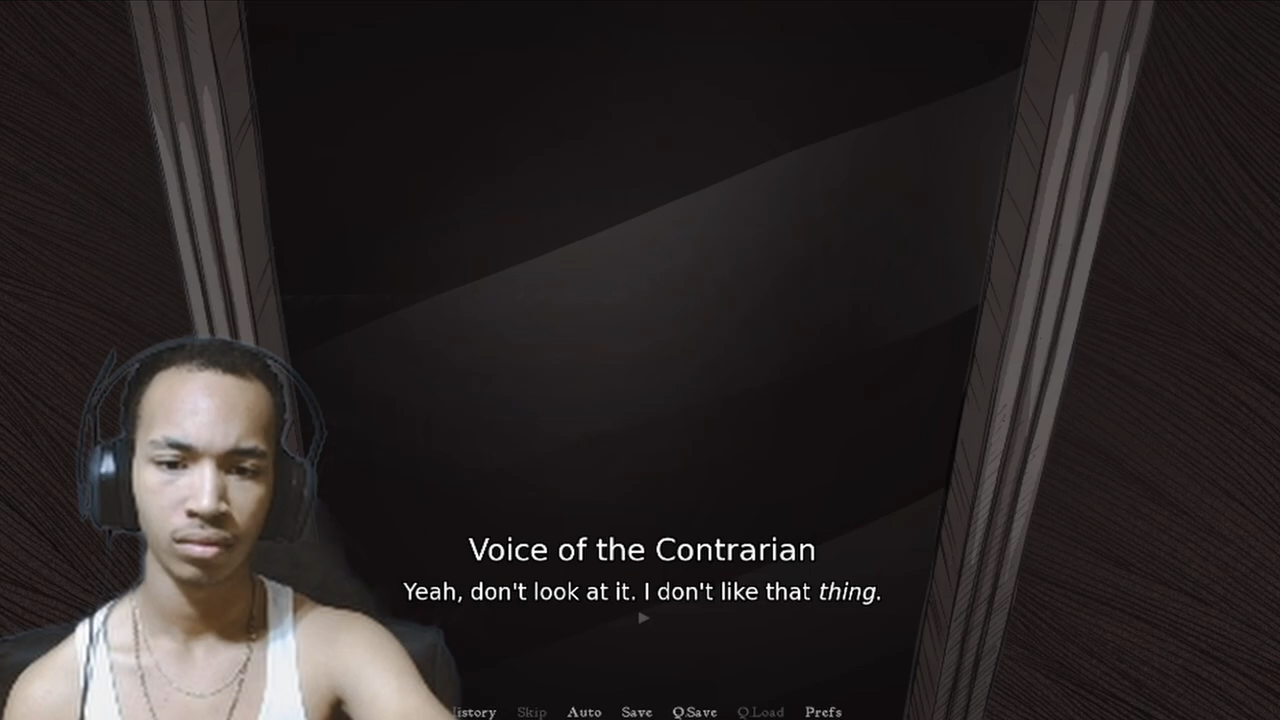 Voice of the Contrarian
Yeah, don't look at it. I don't like that thing.
History Skip Auto Save Q.Save Q.Load Prefs